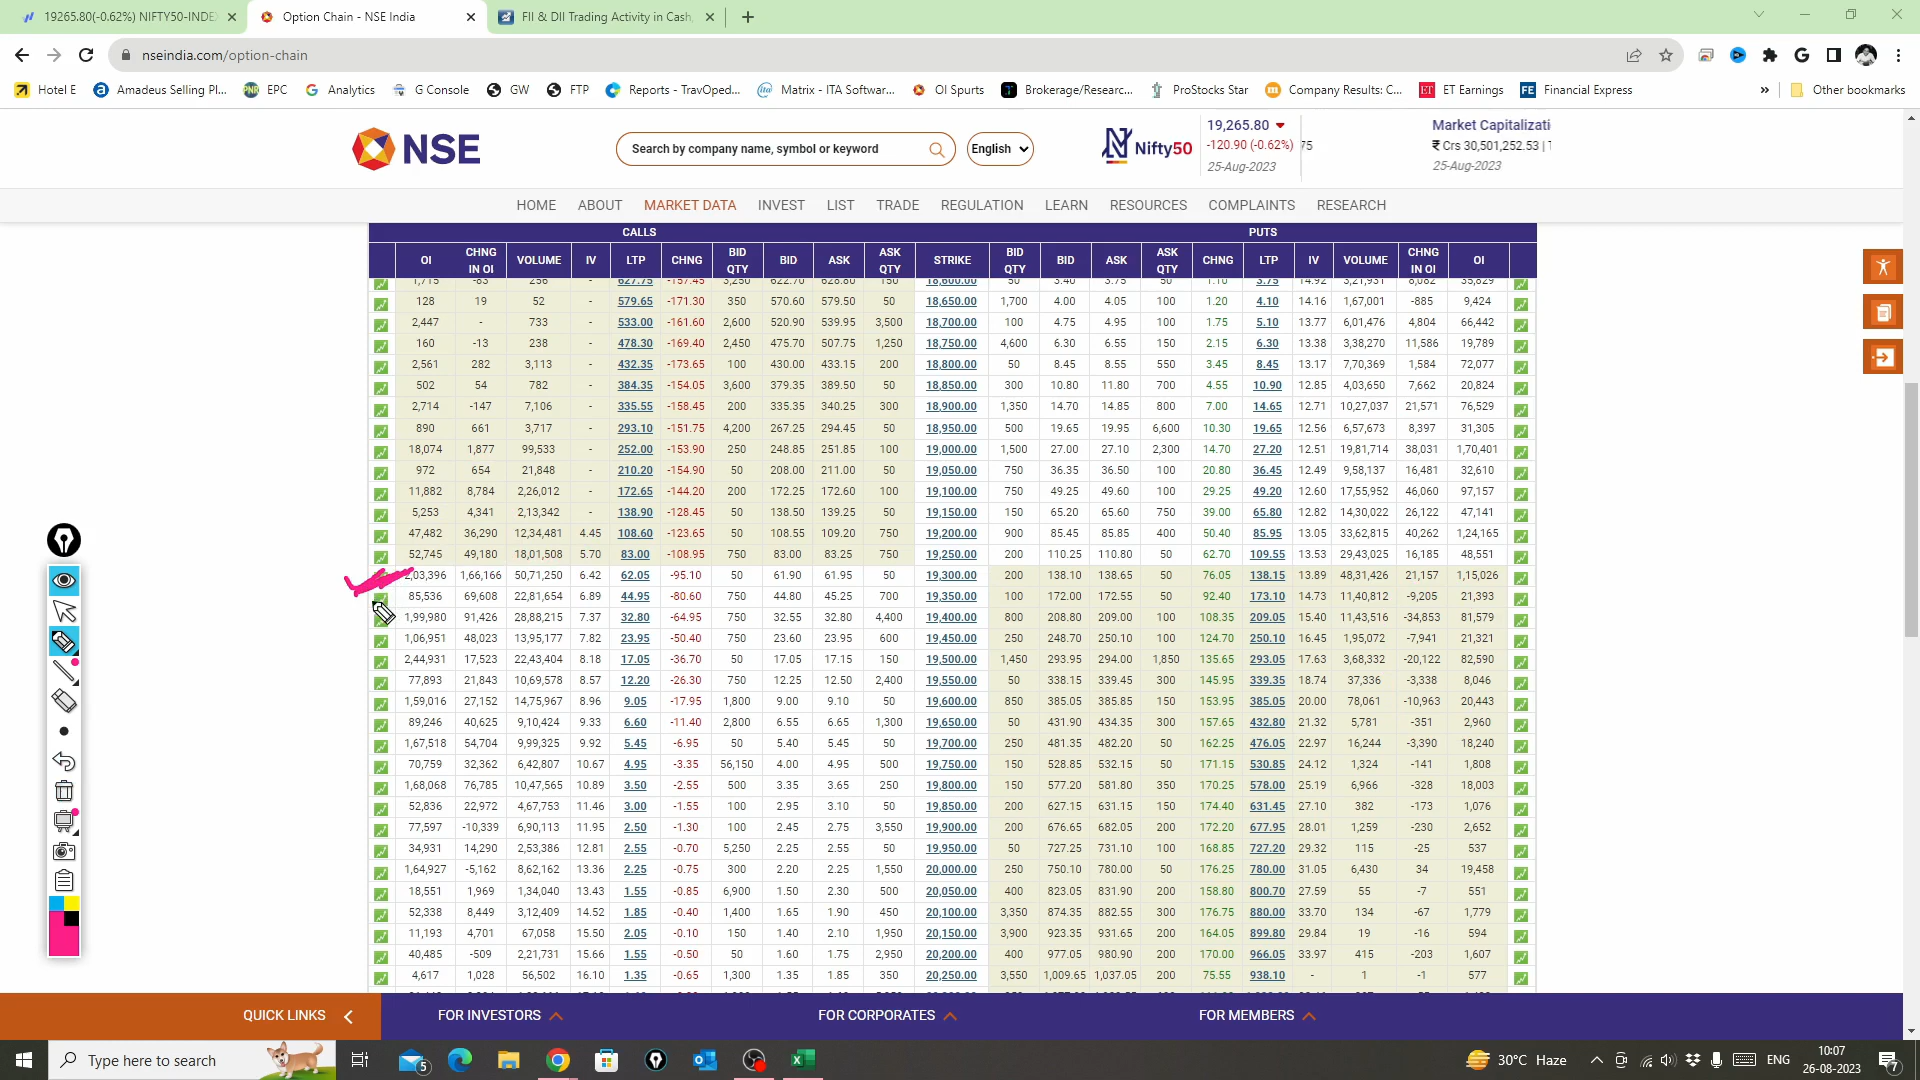 19265.80(-0.62%) NIFTY50-INDE
Option Chain - NSE India
FII & DII Trading Activity in Cash,
nseindia.com/option-chain
Hotel E
Amadeus Selling Pl...
EPC
Analytics
G Console
GW
FTP
Reports - TravOped...
Matrix - ITA Softwar...
OI Spurts
Brokerage/Researc...
ProStocks Star
Company Results: C...
ET Earnings
Financial Express
Other bookmarks
NSE
Search by company name, symbol or keyword
English
Nifty50
19,265.80
-120.90 (-0.62%)
25-Aug-2023
75
Market Capitalizati
₹ Crs 30,501,252.53 |
25-Aug-2023
HOME ABOUT MARKET DATA INVEST LIST TRADE REGULATION LEARN RESOURCES COMPLAINTS RESEARCH
CALLS PUTS
OI CHNG IN OI VOLUME IV LTP CHNG BID QTY BID ASK ASK QTY STRIKE BID QTY BID ASK ASK QTY CHNG LTP IV VOLUME CHNG IN OI OI
1,715 -83 256 - 627.75 -157.45 3,250 622.70 628.80 150 18,600.00 50 3.40 3.75 50 1.10 3.75 14.92 3,21,931 8,082 35,829
128 19 52 - 579.65 -171.30 350 570.60 579.50 50 18,650.00 1,700 4.00 4.05 100 1.20 4.10 14.16 1,67,001 -885 9,424
2,447 - 733 - 533.00 -161.60 2,600 520.90 539.95 3,500 18,700.00 100 4.75 4.95 100 1.75 5.10 13.77 6,01,476 4,804 66,442
160 -13 238 - 478.30 -169.40 2,450 475.70 507.75 1,250 18,750.00 4,600 6.30 6.55 150 2.15 6.30 13.38 3,38,270 11,586 19,789
2,561 282 3,113 - 432.35 -173.65 100 430.00 433.15 200 18,800.00 50 8.45 8.55 550 3.45 8.45 13.17 7,70,369 1,584 72,077
502 54 782 - 384.35 -154.05 3,600 379.35 389.50 50 18,850.00 300 10.80 11.80 700 4.55 10.90 12.85 4,03,650 7,662 20,824
2,714 -147 7,106 - 335.55 -158.45 200 335.35 340.25 300 18,900.00 1,350 14.70 14.85 800 7.00 14.65 12.71 10,27,037 21,571 76,529
890 661 3,717 - 293.10 -151.75 4,200 267.25 294.45 50 18,950.00 500 19.65 19.95 6,600 10.30 19.65 12.56 6,57,673 8,397 31,305
18,074 1,877 99,533 - 252.00 -153.90 250 248.85 251.85 100 19,000.00 1,500 27.00 27.10 2,300 14.70 27.20 12.51 19,81,714 38,031 1,70,401
972 654 21,848 - 210.20 -154.90 50 208.00 211.00 50 19,050.00 750 36.35 36.50 100 20.80 36.45 12.49 9,58,137 16,481 32,610
11,882 8,784 2,26,012 - 172.65 -144.20 200 172.25 172.60 100 19,100.00 750 49.25 49.60 100 29.25 49.20 12.60 17,55,952 46,060 97,157
5,253 4,341 2,13,342 - 138.90 -128.45 50 138.50 139.25 50 19,150.00 150 65.20 65.60 750 39.00 65.80 12.82 14,30,022 26,122 47,141
47,482 36,290 12,34,481 4.45 108.60 -123.65 50 108.55 109.20 750 19,200.00 900 85.45 85.85 400 50.40 85.95 13.05 33,62,815 40,262 1,24,165
52,745 49,180 18,01,508 5.70 83.00 -108.95 750 83.00 83.25 750 19,250.00 200 110.25 110.80 50 62.70 109.55 13.53 29,43,025 16,185 48,551
2,03,396 1,66,166 50,71,250 6.42 62.05 -95.10 50 61.90 61.95 50 19,300.00 200 138.10 138.65 50 76.05 138.15 13.89 48,31,426 21,157 1,15,026
85,536 69,608 22,81,654 6.89 44.95 -80.60 750 44.80 45.25 700 19,350.00 100 172.00 172.55 50 92.40 173.10 14.73 11,40,812 -9,205 21,393
1,99,980 91,426 28,88,215 7.37 32.80 -64.95 750 32.55 32.80 4,400 19,400.00 800 208.80 209.00 100 108.35 209.05 15.40 11,43,516 -34,853 81,579
1,06,951 48,023 13,95,177 7.82 23.95 -50.40 750 23.60 23.95 600 19,450.00 250 248.70 250.10 100 124.70 250.10 16.45 1,95,072 -7,941 21,321
2,44,931 17,523 22,43,404 8.18 17.05 -36.70 50 17.05 17.15 150 19,500.00 1,450 293.95 294.00 1,850 135.65 293.05 17.63 3,68,332 -20,122 82,590
77,893 21,843 10,69,578 8.57 12.20 -26.30 750 12.25 12.50 2,400 19,550.00 50 338.15 339.45 300 145.95 339.35 18.74 37,336 -3,338 8,046
1,59,016 27,152 14,75,967 8.96 9.05 -17.95 1,800 9.00 9.10 50 19,600.00 850 385.05 385.85 150 153.95 385.05 20.00 78,061 -10,963 20,443
89,246 40,625 9,10,424 9.33 6.60 -11.40 2,800 6.55 6.65 1,300 19,650.00 50 431.90 434.35 300 157.65 432.80 21.32 5,781 -351 2,960
1,67,518 54,704 9,99,325 9.92 5.45 -6.95 50 5.40 5.45 50 19,700.00 250 481.35 482.20 50 162.25 476.05 22.97 16,244 -3,390 18,240
70,759 32,362 6,42,807 10.67 4.95 -3.35 56,150 4.00 4.95 500 19,750.00 150 528.85 532.15 50 171.15 530.85 24.12 1,324 -141 1,808
1,68,068 76,785 10,47,565 10.89 3.50 -2.55 500 3.35 3.65 250 19,800.00 150 577.20 581.80 350 170.25 578.00 25.19 6,966 -328 18,003
52,836 22,972 4,67,753 11.46 3.00 -1.55 100 2.95 3.10 50 19,850.00 200 627.15 631.15 150 174.40 631.45 27.10 382 -173 1,076
77,597 -10,339 6,90,113 11.95 2.50 -1.30 100 2.45 2.75 3,550 19,900.00 200 676.65 682.05 200 172.20 677.95 28.01 1,259 -230 2,652
34,931 14,290 2,53,386 12.81 2.55 -0.70 5,250 2.25 2.55 50 19,950.00 50 727.25 731.10 100 168.85 727.20 29.32 115 -25 537
1,64,927 -5,162 8,62,162 13.36 2.25 -0.75 300 2.20 2.25 1,550 20,000.00 250 750.10 780.00 50 176.25 780.00 31.05 6,430 34 19,458
18,551 1,969 1,34,040 13.43 1.55 -0.85 6,900 1.50 2.30 500 20,050.00 400 823.05 831.90 200 158.80 800.70 27.59 55 -7 551
52,338 8,449 3,12,409 14.52 1.85 -0.40 1,400 1.65 1.90 450 20,100.00 3,350 874.35 882.55 300 176.75 880.00 33.70 134 -67 1,779
11,193 4,701 67,058 15.50 2.05 -0.10 150 1.40 2.10 1,950 20,150.00 3,900 923.35 931.65 200 164.05 899.80 29.84 19 -16 594
40,485 -509 2,21,731 15.66 1.55 -0.50 50 1.60 1.75 2,950 20,200.00 400 977.05 980.90 200 170.00 966.05 33.97 415 -203 1,607
4,617 1,028 56,502 16.10 1.35 -0.65 1,300 1.35 1.85 350 20,250.00 3,550 1,009.65 1,037.05 200 75.55 938.10 - 1 -1 577
QUICK LINKS
FOR INVESTORS
FOR CORPORATES
FOR MEMBERS
Type here to search
5
30°C Haze
ENG
10:07
26-08-2023
7